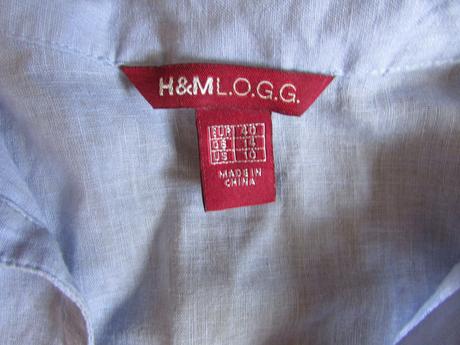 H&M L.O.G.G.
EUR 40
GB 14
US 10
MADE IN
CHINA